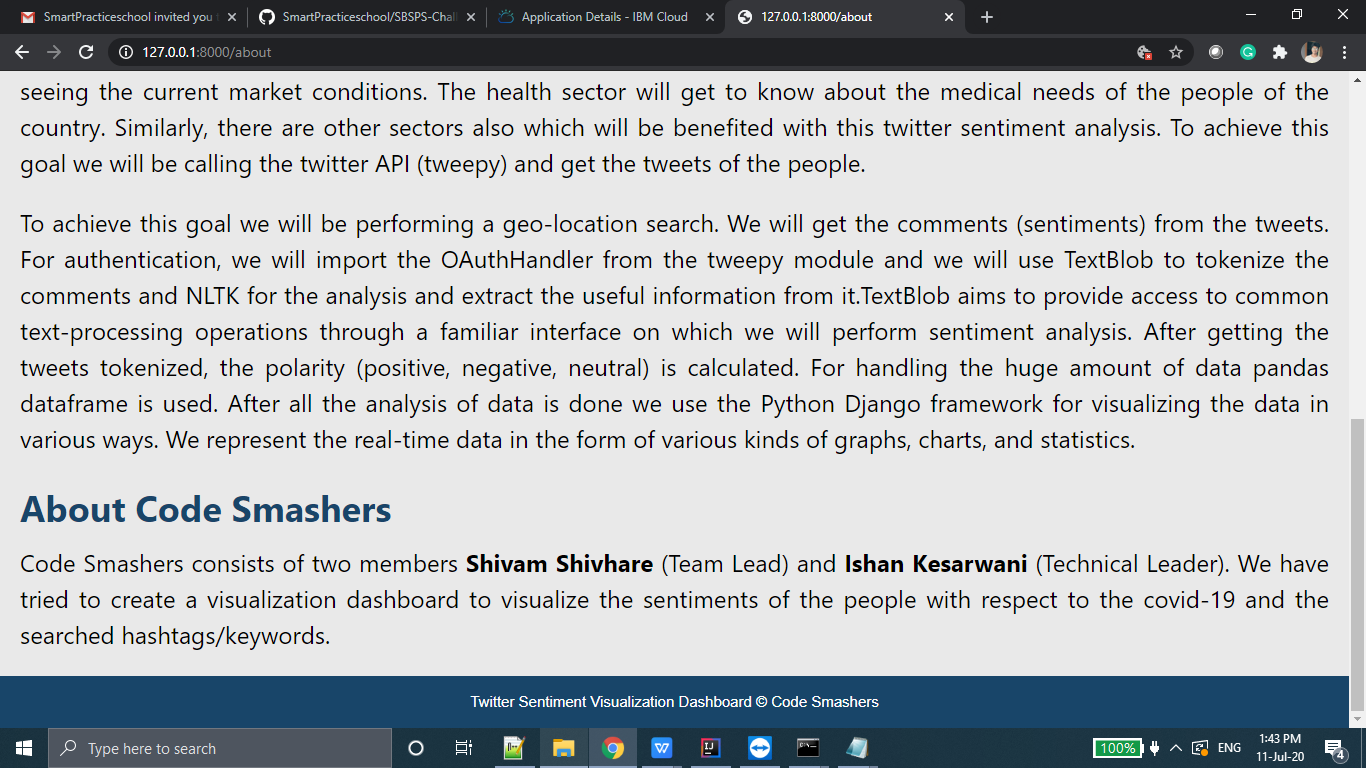 SmartPracticeschool invited you
SmartPracticeschool/SBSPS-Chall
Application Details - IBM Cloud
127.0.0.1:8000/about
127.0.0.1:8000/about
seeing the current market conditions. The health sector will get to know about the medical needs of the people of the
country. Similarly, there are other sectors also which will be benefited with this twitter sentiment analysis. To achieve this
goal we will be calling the twitter API (tweepy) and get the tweets of the people.
To achieve this goal we will be performing a geo-location search. We will get the comments (sentiments) from the tweets.
For authentication, we will import the OAuthHandler from the tweepy module and we will use TextBlob to tokenize the
comments and NLTK for the analysis and extract the useful information from it.TextBlob aims to provide access to common
text-processing operations through a familiar interface on which we will perform sentiment analysis. After getting the
tweets tokenized, the polarity (positive, negative, neutral) is calculated. For handling the huge amount of data pandas
dataframe is used. After all the analysis of data is done we use the Python Django framework for visualizing the data in
various ways. We represent the real-time data in the form of various kinds of graphs, charts, and statistics.
About Code Smashers
Code Smashers consists of two members Shivam Shivhare (Team Lead) and Ishan Kesarwani (Technical Leader). We have
tried to create a visualization dashboard to visualize the sentiments of the people with respect to the covid-19 and the
searched hashtags/keywords.
Twitter Sentiment Visualization Dashboard © Code Smashers
Type here to search
100%
ENG
1:43 PM
11-Jul-20
4